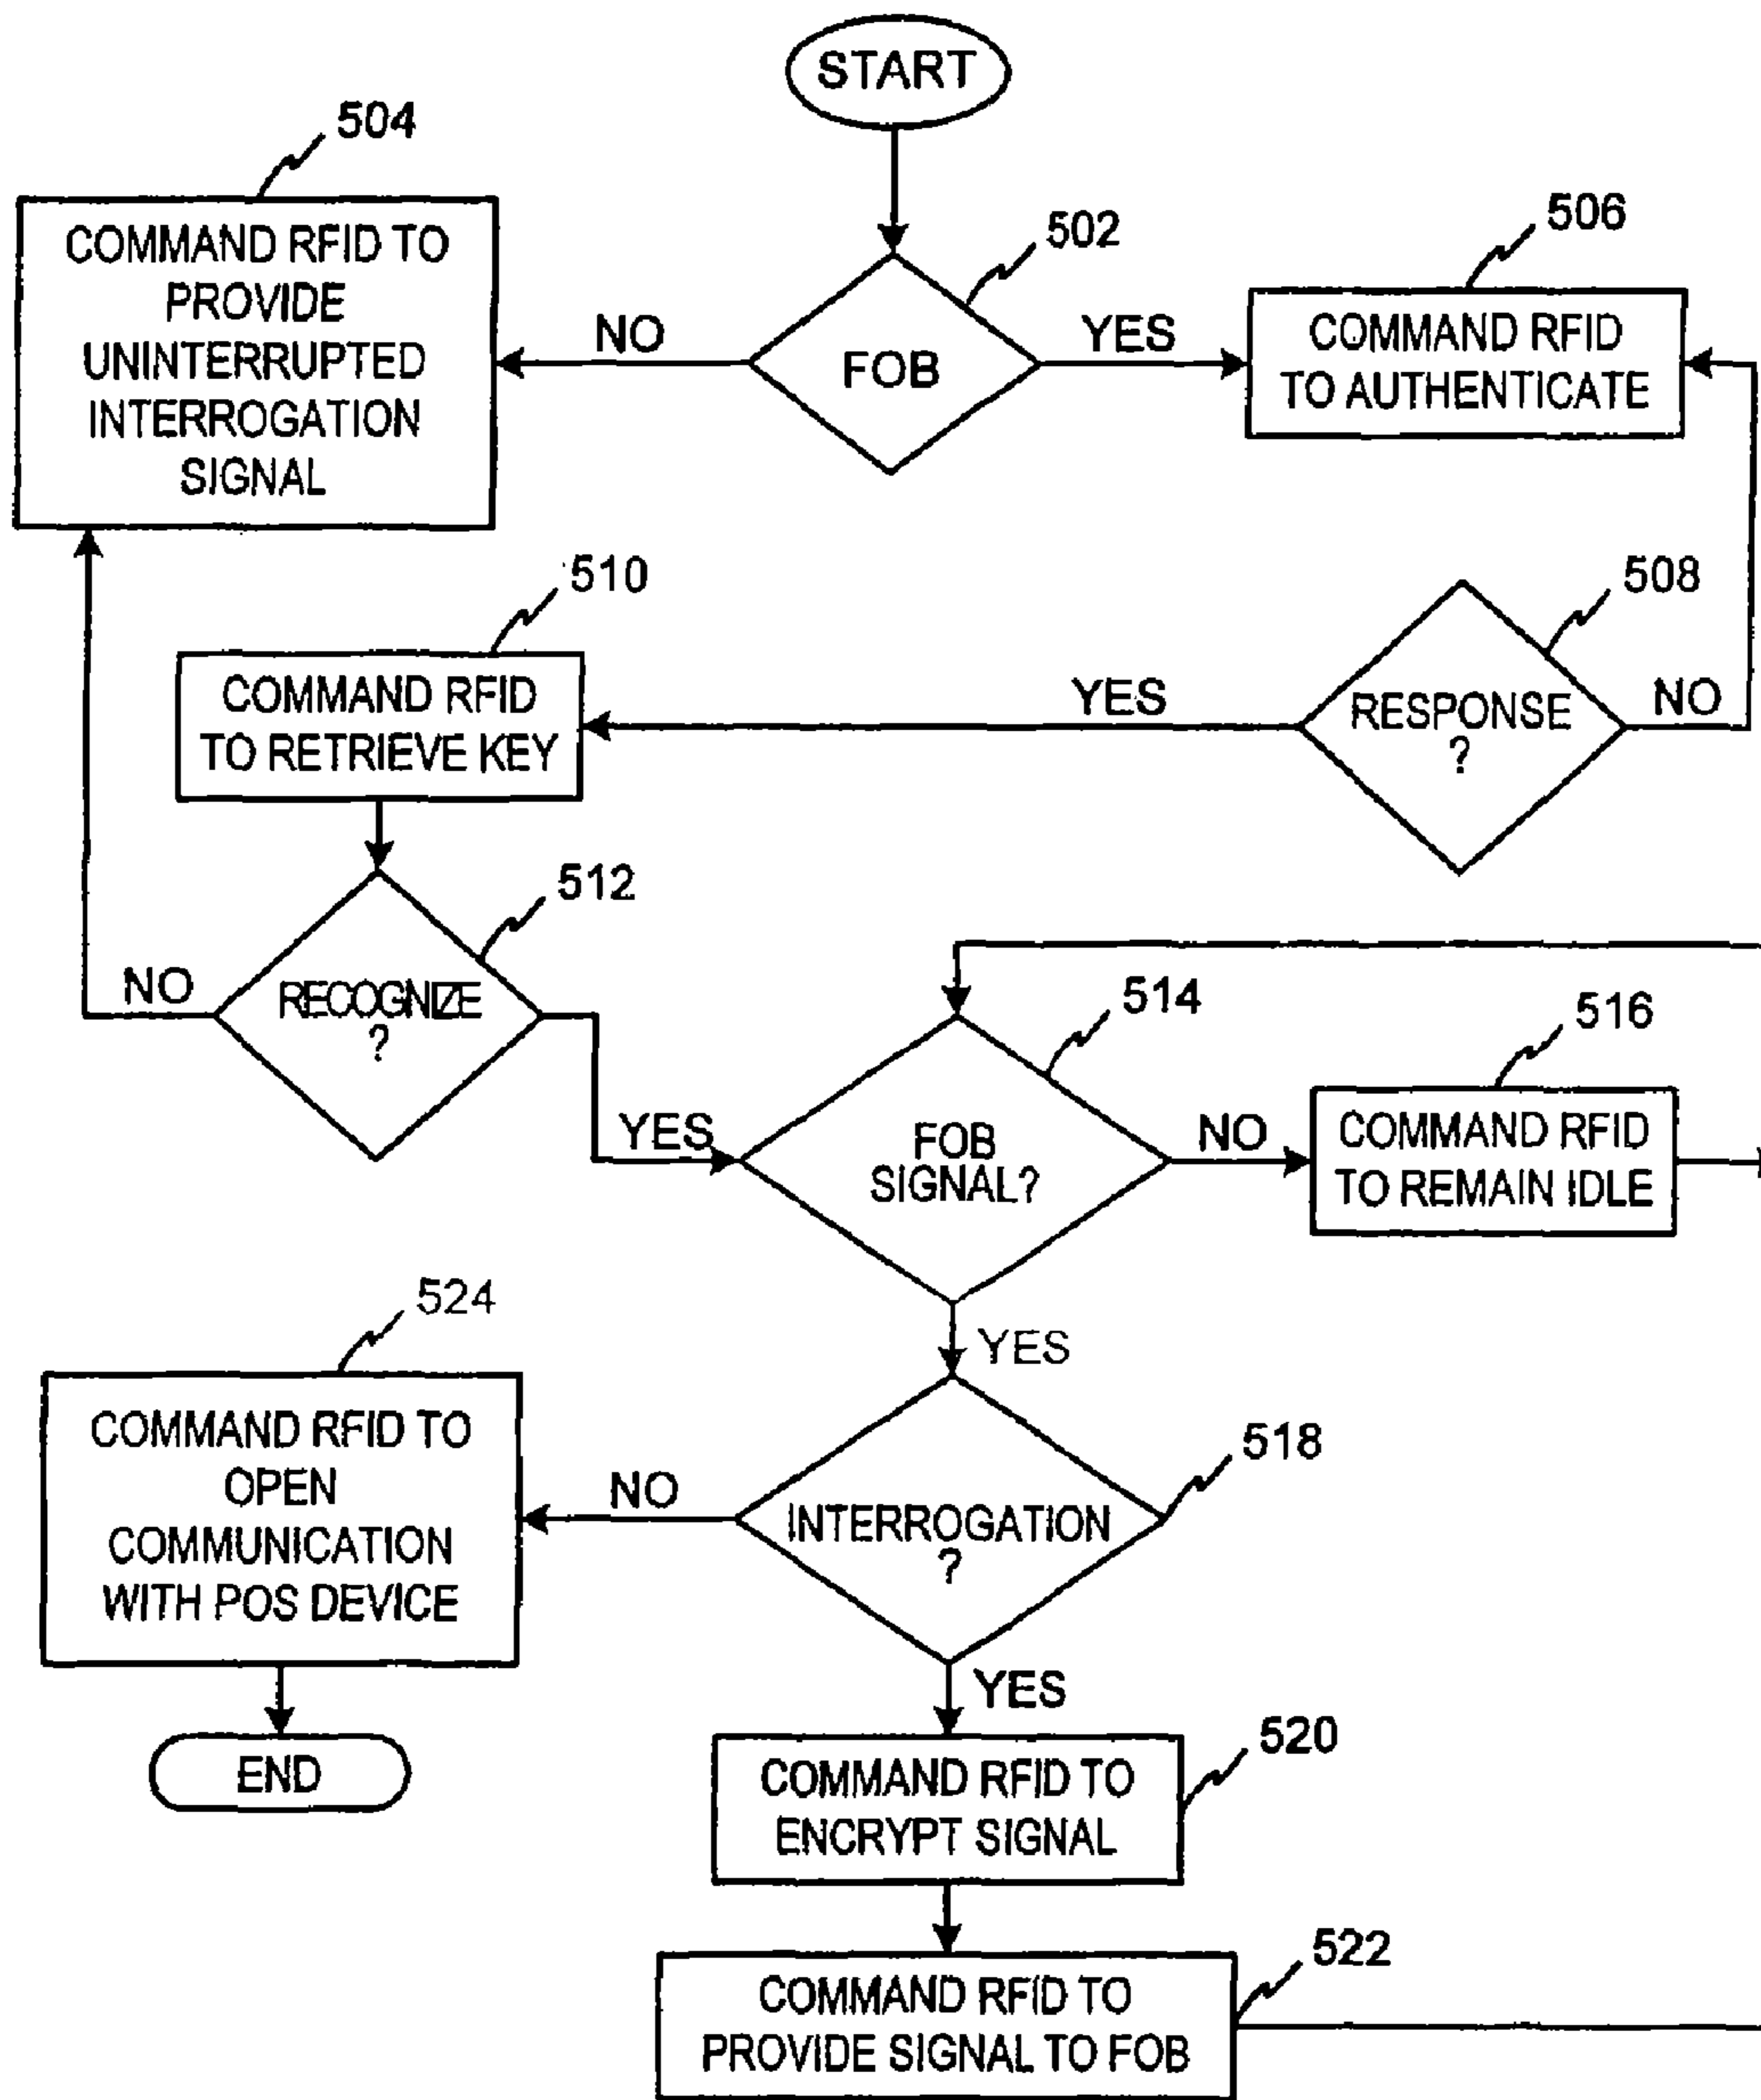 START
504
COMMAND RFID TO
PROVIDE
UNINTERRUPTED
INTERROGATION
SIGNAL
NO
502
FOB
YES
506
COMMAND RFID
TO AUTHENTICATE
510
COMMAND RFID
TO RETRIEVE KEY
YES
508
RESPONSE
?
NO
512
NO
RECOGNIZE
?
YES
514
FOB
SIGNAL?
NO
516
COMMAND RFID
TO REMAIN IDLE
YES
524
COMMAND RFID TO
OPEN
COMMUNICATION
WITH POS DEVICE
NO
518
INTERROGATION
?
YES
END
520
COMMAND RFID TO
ENCRYPT SIGNAL
522
COMMAND RFID TO
PROVIDE SIGNAL TO FOB